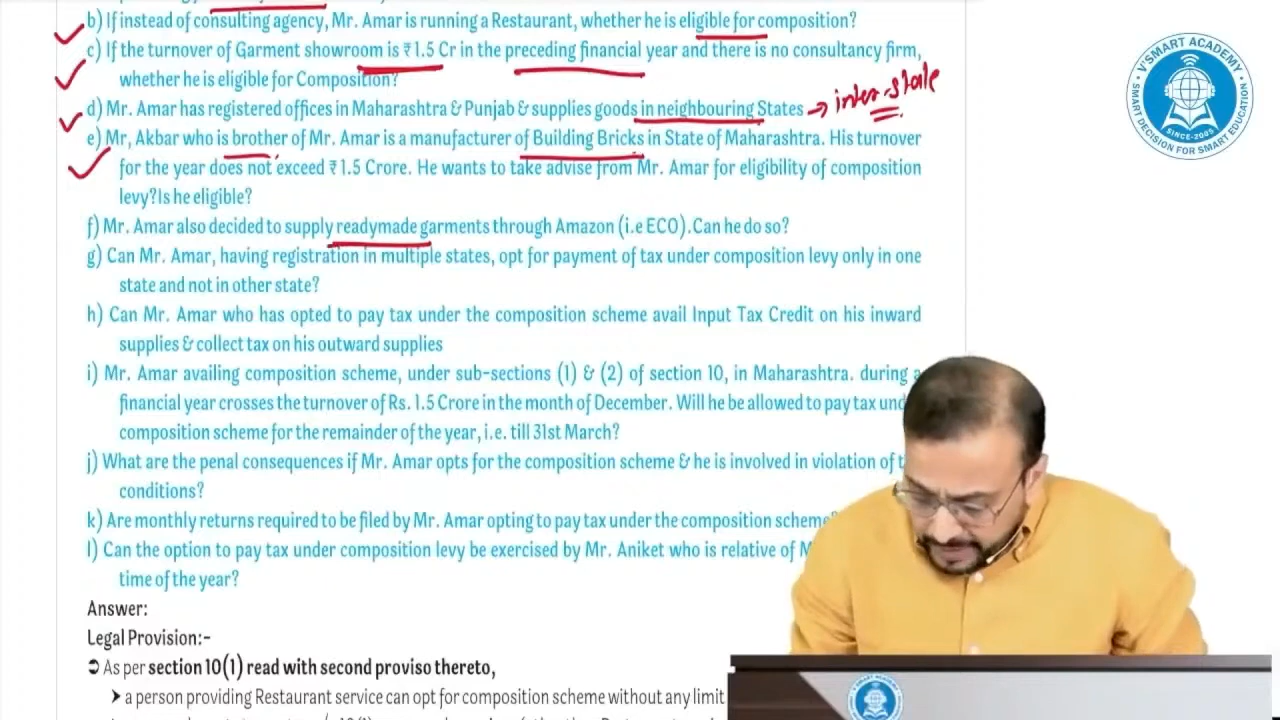 b) If instead of consulting agency, Mr. Amar is running a Restaurant, whether he is eligible for composition?
c) If the turnover of Garment showroom is ₹ 1.5 Cr in the preceding financial year and there is no consultancy firm,
whether he is eligible for Composition?
d) Mr. Amar has registered offices in Maharashtra & Punjab & supplies goods in neighbouring States → inter-state
e) Mr, Akbar who is brother of Mr. Amar is a manufacturer of Building Bricks in State of Maharashtra. His turnover
for the year does not exceed ₹ 1.5 Crore. He wants to take advise from Mr. Amar for eligibility of composition
levy?Is he eligible?
f) Mr. Amar also decided to supply readymade garments through Amazon (i.e ECO).Can he do so?
g) Can Mr. Amar, having registration in multiple states, opt for payment of tax under composition levy only in one
state and not in other state?
h) Can Mr. Amar who has opted to pay tax under the composition scheme avail Input Tax Credit on his inward
supplies & collect tax on his outward supplies
i) Mr. Amar availing composition scheme, under sub-sections (1) & (2) of section 10, in Maharashtra. during a
financial year crosses the turnover of Rs. 1.5 Crore in the month of December. Will he be allowed to pay tax und
composition scheme for the remainder of the year, i.e. till 31st March?
j) What are the penal consequences if Mr. Amar opts for the composition scheme & he is involved in violation of t
conditions?
k) Are monthly returns required to be filed by Mr. Amar opting to pay tax under the composition scheme?
l) Can the option to pay tax under composition levy be exercised by Mr. Aniket who is relative of M
time of the year?
Answer:
Legal Provision:-
➲ As per section 10(1) read with second proviso thereto,
➤ a person providing Restaurant service can opt for composition scheme without any limit
V'SMART ACADEMY
SINCE-2005
SMART DECISION FOR SMART EDUCATION